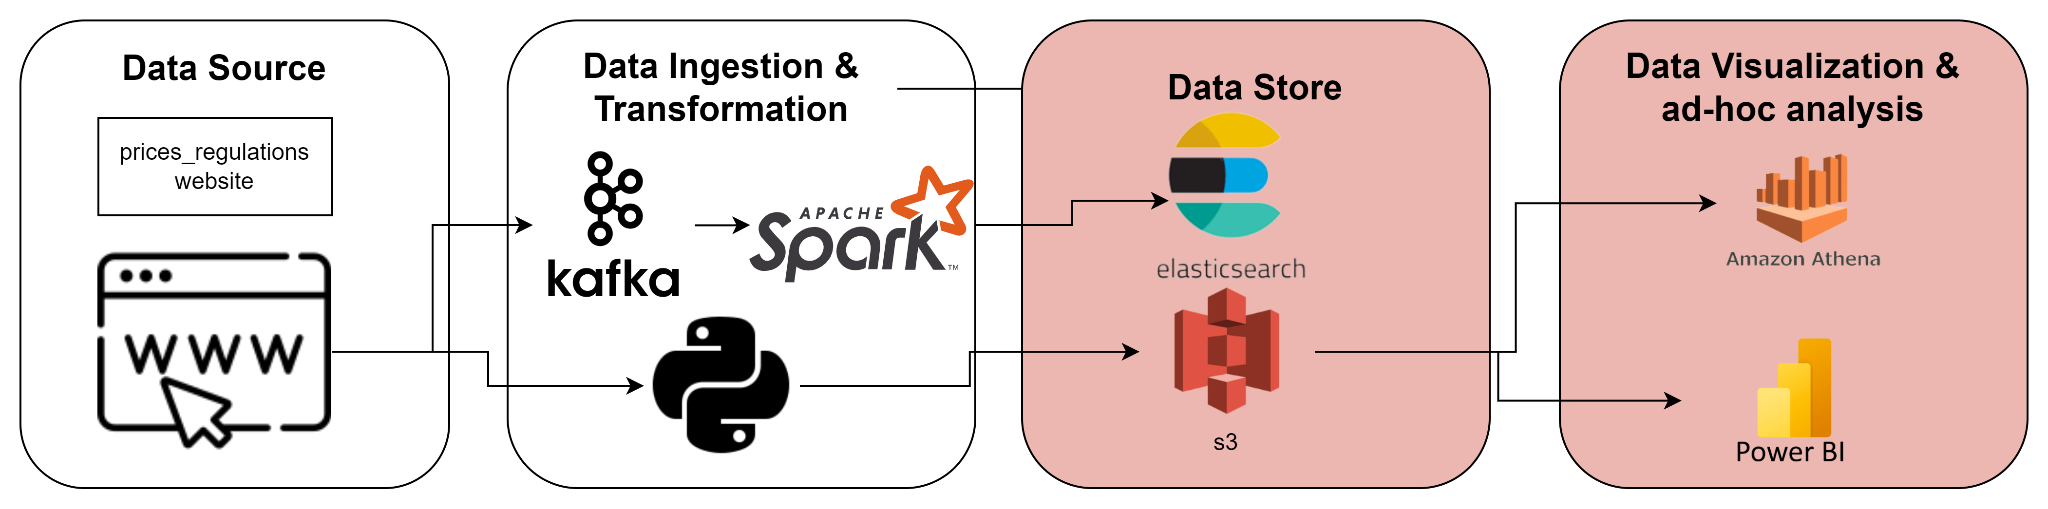 Data Source
prices_regulations
website
WWW
Data Ingestion &
Transformation
kafka
APACHE
Spark™
Data Store
elasticsearch
s3
Data Visualization &
ad-hoc analysis
Amazon Athena
Power BI